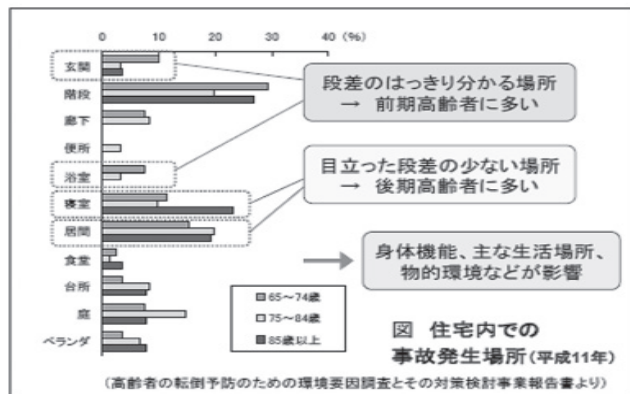 0 10 20 30 40 (%)
玄関
階段
廊下
便所
浴室
寝室
居間
食堂
台所
庭
ベランダ
段差のはっきり分かる場所
→ 前期高齢者に多い
目立った段差の少ない場所
→ 後期高齢者に多い
身体機能、主な生活場所、
物的環境などが影響
65~74歳
75~84歳
85歳以上
図 住宅内での
事故発生場所(平成11年)
(高齢者の転倒予防のための環境要因調査とその対策検討事業報告書より)